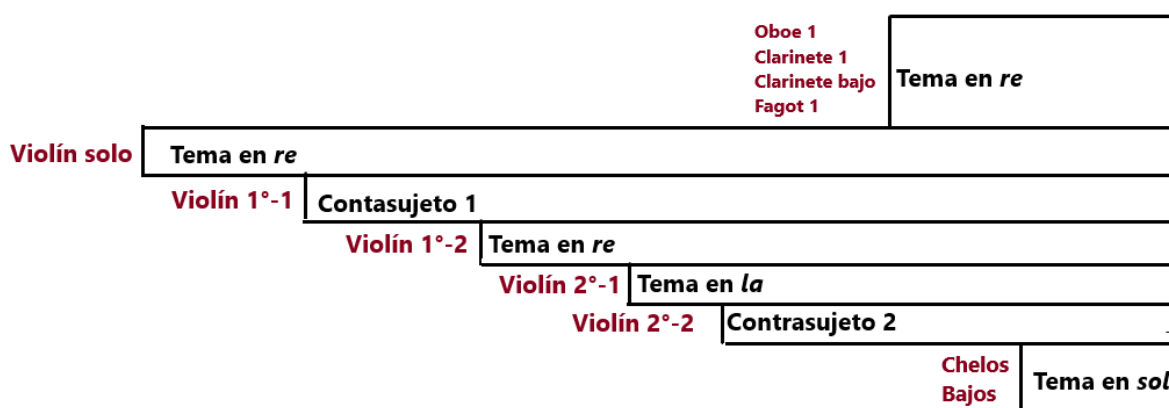 Oboe 1
Clarinete 1
Clarinete bajo
Fagot 1
Tema en re
Violín solo
Tema en re
Violín 1°-1
Contasujeto 1
Violín 1°-2
Tema en re
Violín 2°-1
Tema en la
Violín 2°-2
Contrasujeto 2
Chelos
Bajos
Tema en sol